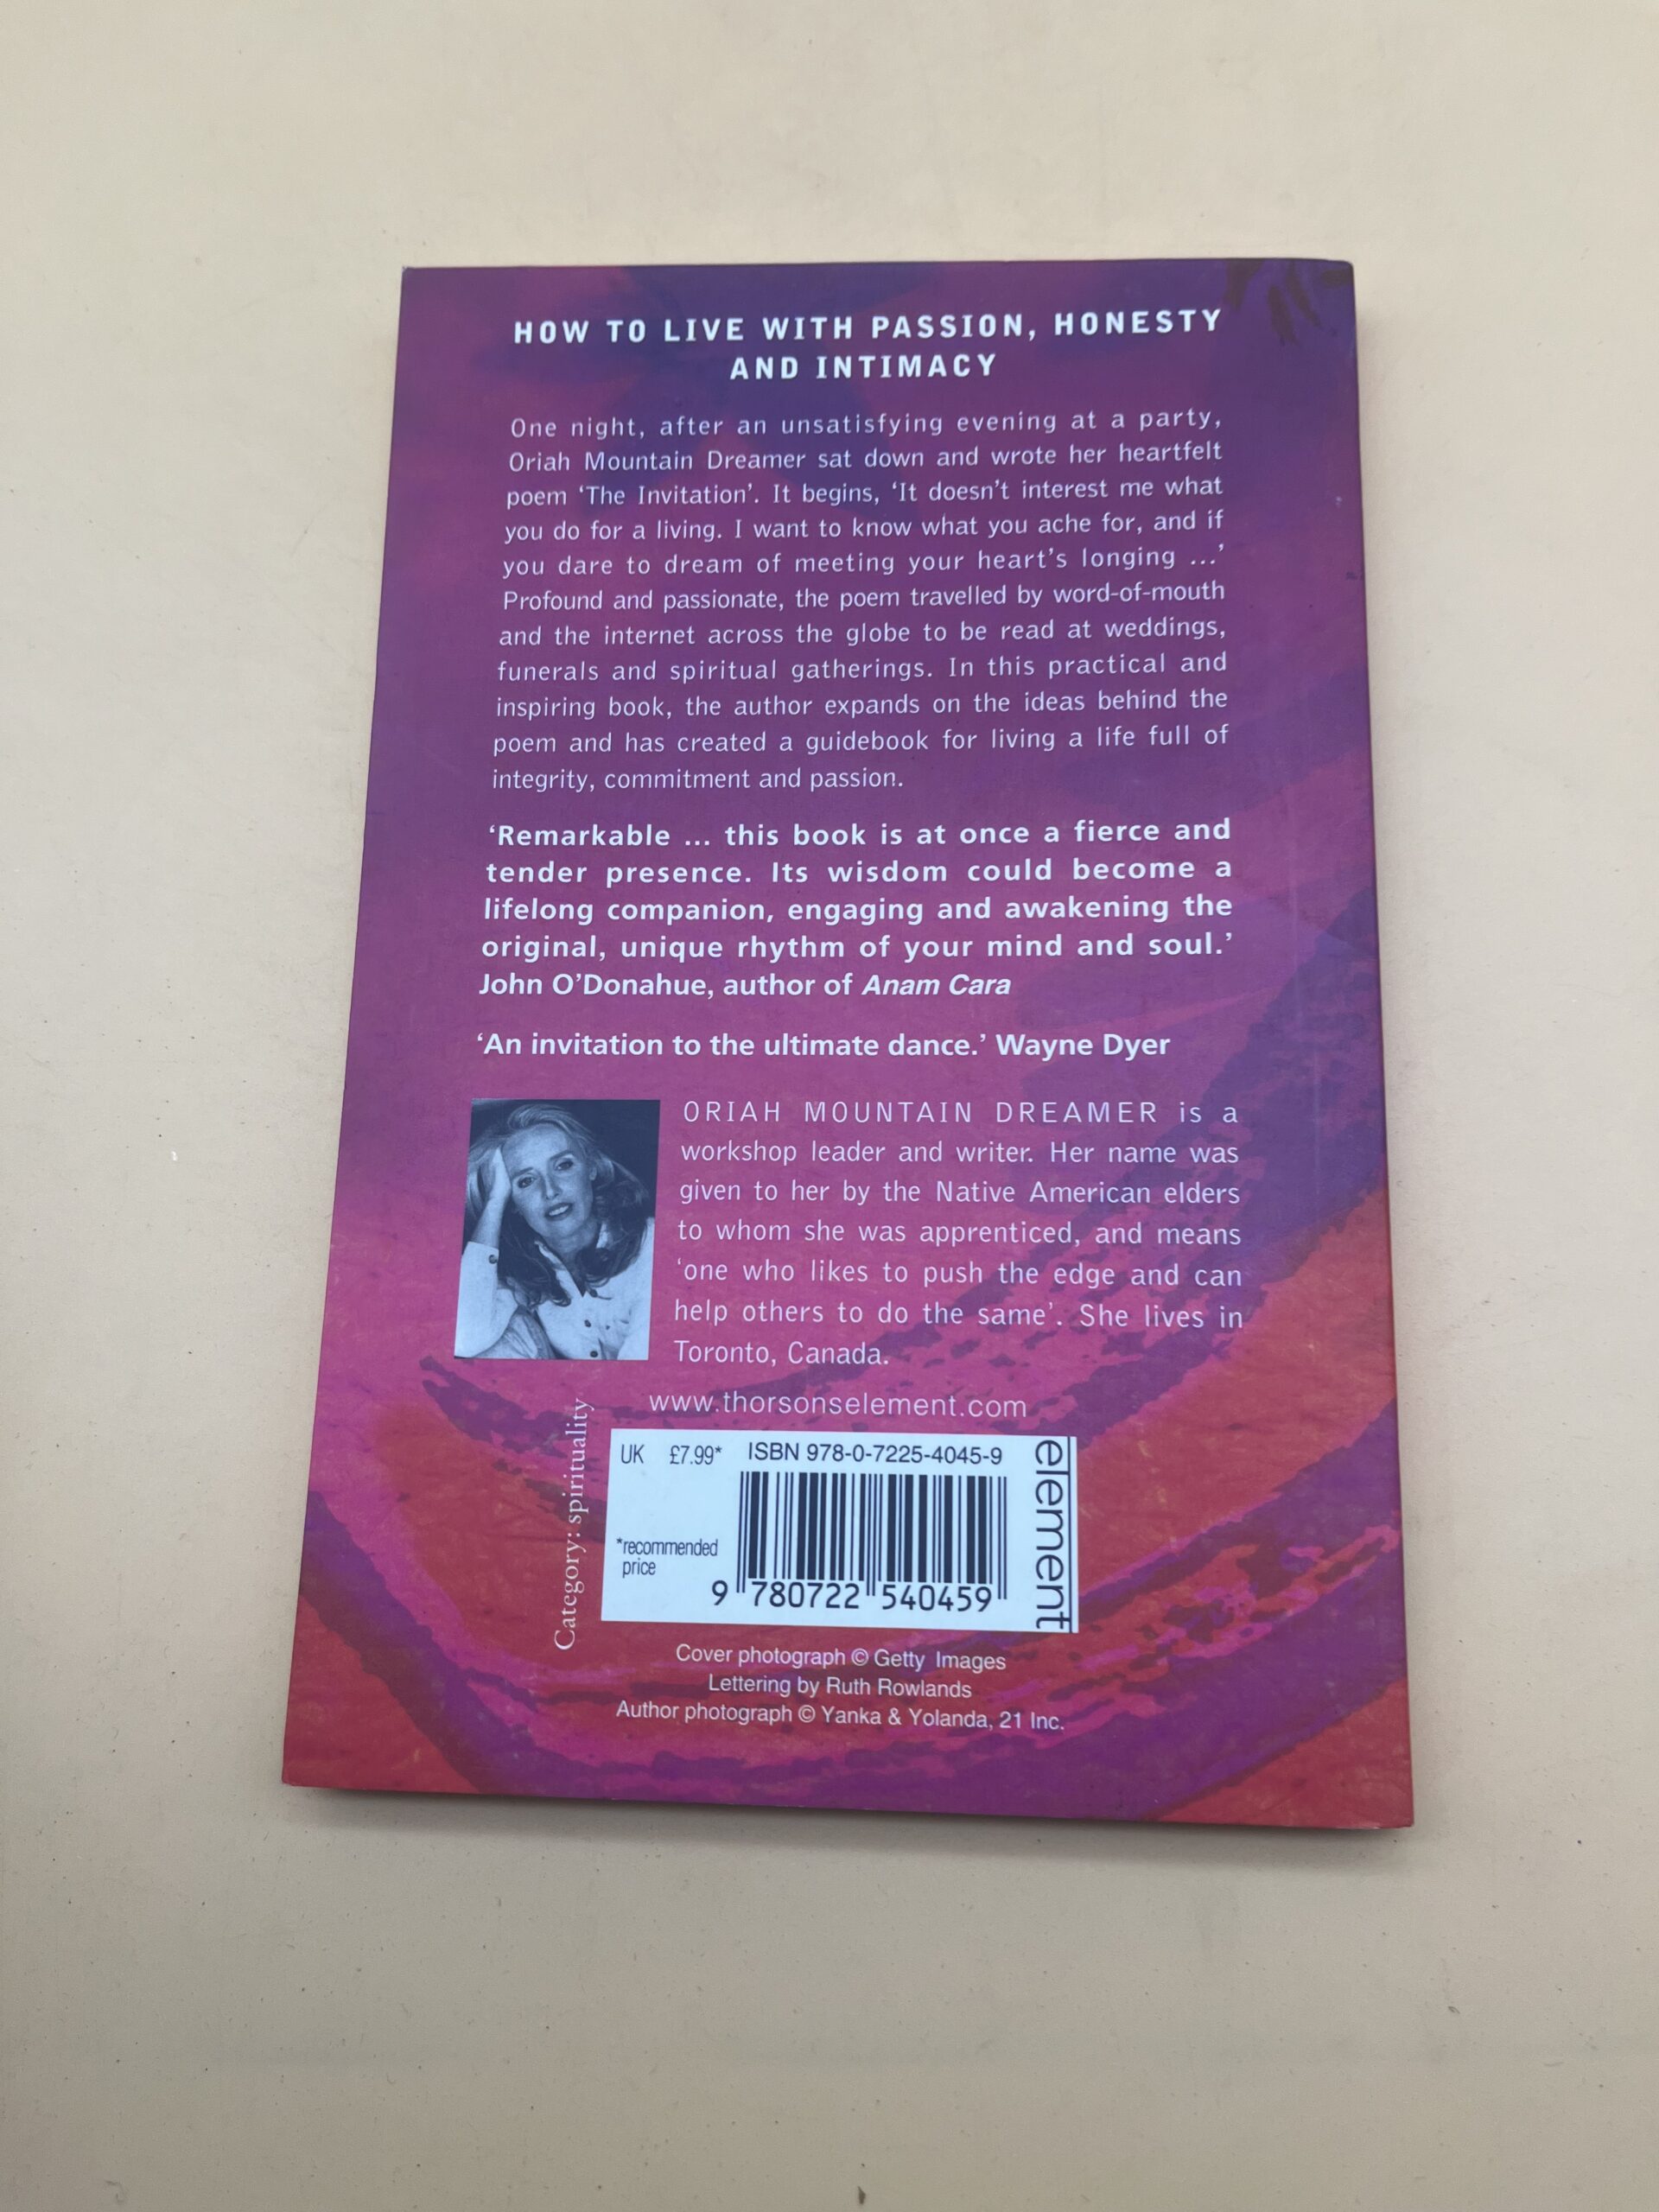 HOW TO LIVE WITH PASSION, HONESTY
AND INTIMACY
One night, after an unsatisfying evening at a party,
Oriah Mountain Dreamer sat down and wrote her heartfelt
poem ‘The Invitation’. It begins, ‘It doesn’t interest me what
you do for a living. I want to know what you ache for, and if
you dare to dream of meeting your heart’s longing ...’
Profound and passionate, the poem travelled by word-of-mouth
and the internet across the globe to be read at weddings,
funerals and spiritual gatherings. In this practical and
inspiring book, the author expands on the ideas behind the
poem and has created a guidebook for living a life full of
integrity, commitment and passion.
‘Remarkable ... this book is at once a fierce and
tender presence. Its wisdom could become a
lifelong companion, engaging and awakening the
original, unique rhythm of your mind and soul.’
John O’Donahue, author of Anam Cara
‘An invitation to the ultimate dance.’ Wayne Dyer
ORIAH MOUNTAIN DREAMER is a
workshop leader and writer. Her name was
given to her by the Native American elders
to whom she was apprenticed, and means
‘one who likes to push the edge and can
help others to do the same’. She lives in
Toronto, Canada.
www.thorsonselement.com
Category: spirituality
UK £7.99* ISBN 978-0-7225-4045-9
*recommended
price
9 780722 540459
element
Cover photograph © Getty Images
Lettering by Ruth Rowlands
Author photograph © Yanka & Yolanda, 21 Inc.